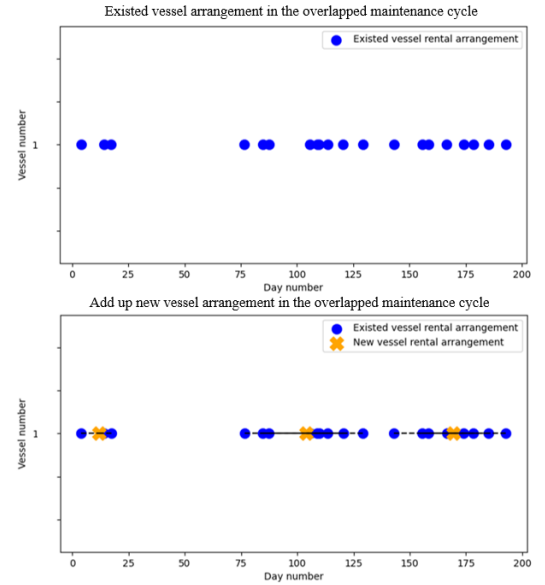 Existed vessel arrangement in the overlapped maintenance cycle
Existed vessel rental arrangement
Vessel number
1
0 25 50 75 100 125 150 175 200
Day number
Add up new vessel arrangement in the overlapped maintenance cycle
Existed vessel rental arrangement
New vessel rental arrangement
Vessel number
1
0 25 50 75 100 125 150 175 200
Day number